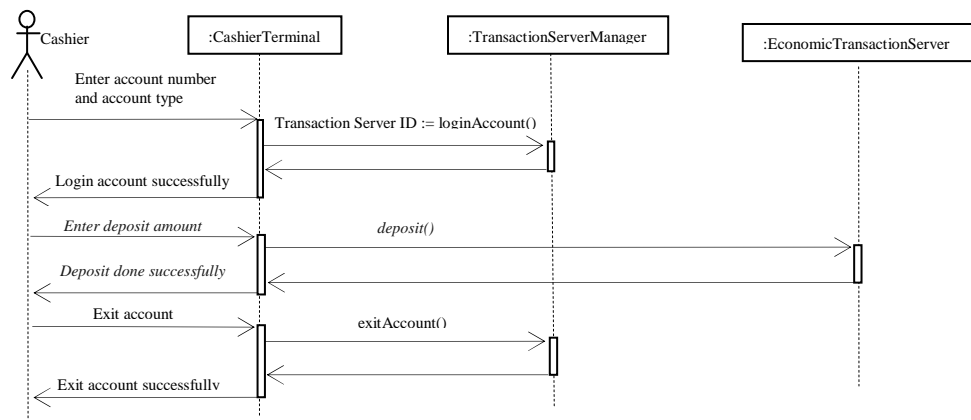 Cashier
:CashierTerminal
:TransactionServerManager
:EconomicTransactionServer
Enter account number
and account type
Transaction Server ID := loginAccount()
Login account successfully
Enter deposit amount
deposit()
Deposit done successfully
Exit account
exitAccount()
Exit account successfully